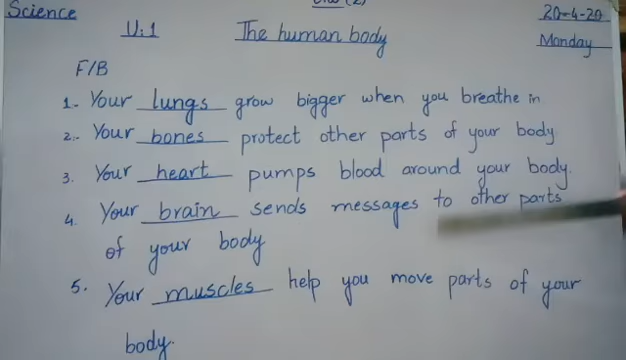 (2)
Science
20-4-20
U:1 The human body
Monday
F/B
1- Your lungs grow bigger when you breathe in
2- Your bones protect other parts of your body
3. Your heart pumps blood around your body.
4. Your brain sends messages to other parts
of your body
5. Your muscles help you move parts of your
body.